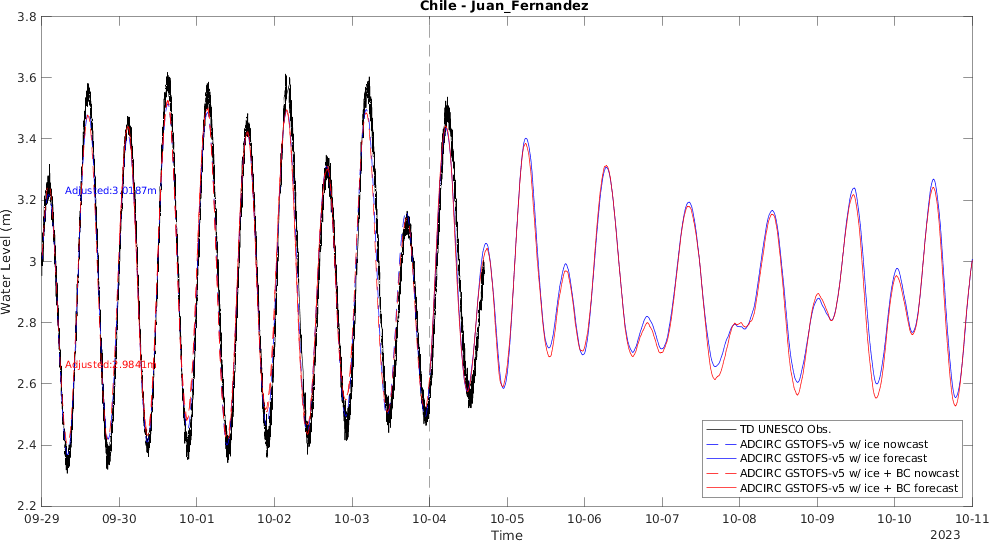 Chile - Juan_Fernandez
3.8
3.6
3.4
3.2
3
2.8
2.6
2.4
2.2
Water Level (m)
Adjusted:3.0187m
Adjusted:2.9841m
TD UNESCO Obs.
ADCIRC GSTOFS-v5 w/ ice nowcast
ADCIRC GSTOFS-v5 w/ ice forecast
ADCIRC GSTOFS-v5 w/ ice + BC nowcast
ADCIRC GSTOFS-v5 w/ ice + BC forecast
09-29 09-30 10-01 10-02 10-03 10-04 10-05 10-06 10-07 10-08 10-09 10-10 10-11
Time
2023